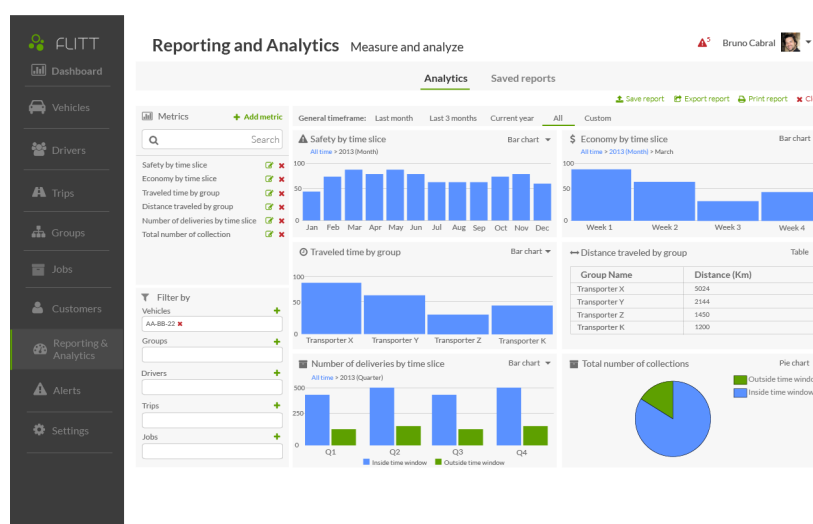 FLITT
Dashboard
Vehicles
Drivers
Trips
Groups
Jobs
Customers
Reporting &
Analytics
Alerts
Settings
Reporting and Analytics Measure and analyze
5 Bruno Cabral
Analytics Saved reports
Save report Export report Print report Cl
Metrics + Add metric
Search
Safety by time slice
Economy by time slice
Traveled time by group
Distance traveled by group
Number of deliveries by time slice
Total number of collection
Filter by
Vehicles +
AA-BB-22
Groups +
Drivers +
Trips +
Jobs +
General timeframe: Last month Last 3 months Current year All Custom
Safety by time slice Bar chart
All time > 2013 (Month)
100
50
0
Jan Feb Mar Apr May Jun Jul Aug Sep Oct Nov Dec
$ Economy by time slice Bar chart
All time > 2013 (Month) > March
100
50
0
Week 1 Week 2 Week 3 Week 4
Traveled time by group Bar chart
100
50
0
Transporter X Transporter Y Transporter Z Transporter K
Distance traveled by group Table
Group Name Distance (Km)
Transporter X 5024
Transporter Y 2144
Transporter Z 1450
Transporter K 1200
Number of deliveries by time slice Bar chart
All time > 2013 (Quarter)
500
250
0
Q1 Q2 Q3 Q4
Inside time window Outside time window
Total number of collections Pie chart
Outside time windo
Inside time window